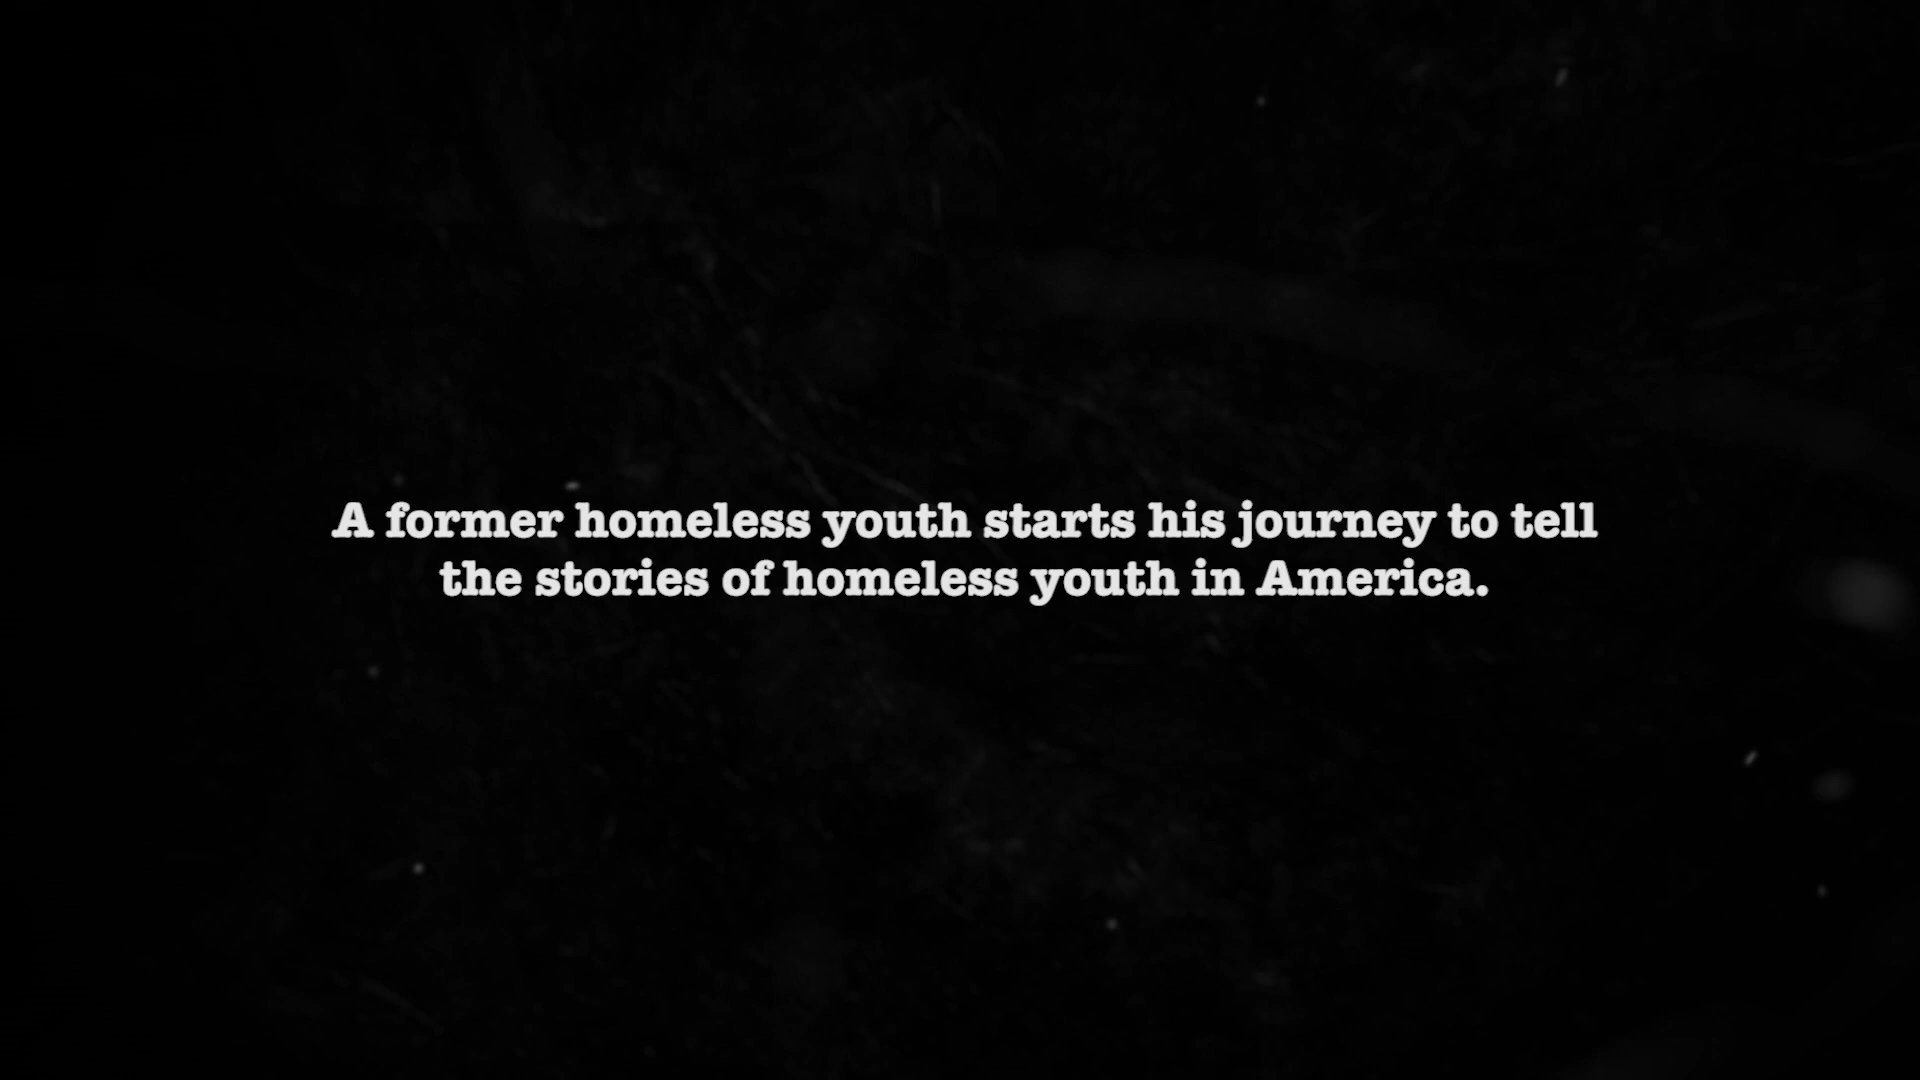 A former homeless youth starts his journey to tell
the stories of homeless youth in America.